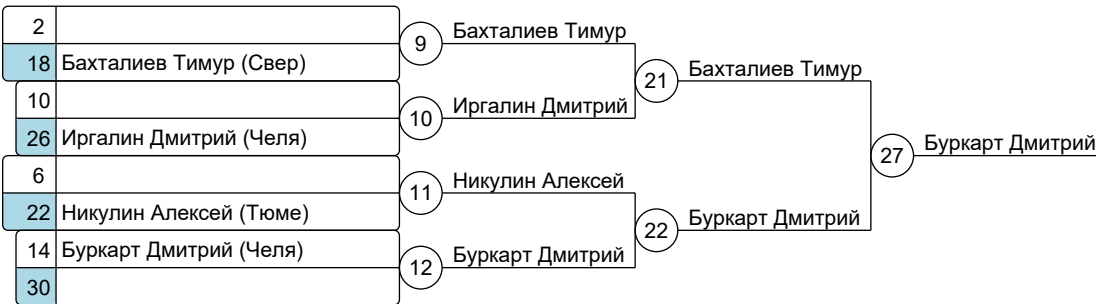 2
18 Бахталиев Тимур (Свер)
10
26 Иргалин Дмитрий (Челя)
6
22 Никулин Алексей (Тюме)
14 Буркарт Дмитрий (Челя)
30
9 Бахталиев Тимур
10 Иргалин Дмитрий
11 Никулин Алексей
12 Буркарт Дмитрий
21 Бахталиев Тимур
22 Буркарт Дмитрий
27 Буркарт Дмитрий